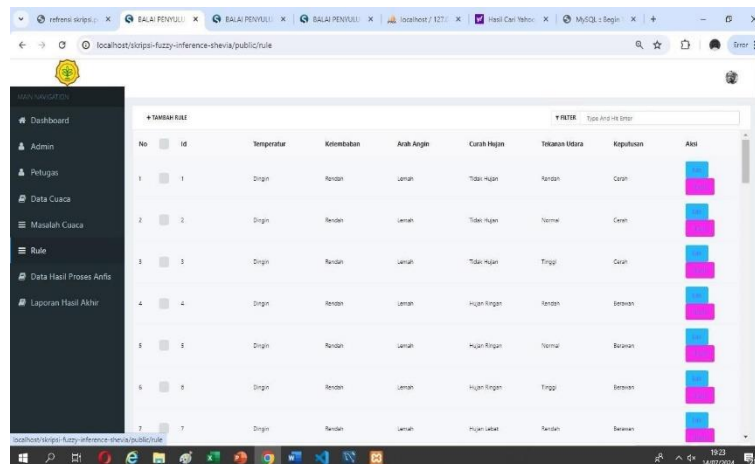 refrensi skripsi.p
BALAI PENYULU
BALAI PENYULU
BALAI PENYULU
localhost / 127.0
Hasil Cari Yahoo
MySQL :: Begin
localhost/skripsi-fuzzy-inference-shevia/public/rule
Error
MAIN NAVIGATION
Dashboard
Admin
Petugas
Data Cuaca
Masalah Cuaca
Rule
Data Hasil Proses Anfis
Laporan Hasil Akhir
+ TAMBAH RULE
FILTER Type And Hit Enter
No Id Temperatur Kelembaban Arah Angin Curah Hujan Tekanan Udara Keputusan Aksi
1 1 Dingin Rendah Lemah Tidak Hujan Rendah Cerah
2 2 Dingin Rendah Lemah Tidak Hujan Normal Cerah
3 3 Dingin Rendah Lemah Tidak Hujan Tinggi Cerah
4 4 Dingin Rendah Lemah Hujan Ringan Rendah Berawan
5 5 Dingin Rendah Lemah Hujan Ringan Normal Berawan
6 6 Dingin Rendah Lemah Hujan Ringan Tinggi Berawan
7 7 Dingin Rendah Lemah Hujan Lebat Rendah Berawan
localhost/skripsi-fuzzy-inference-shevia/public/rule
19:23
14/07/2024